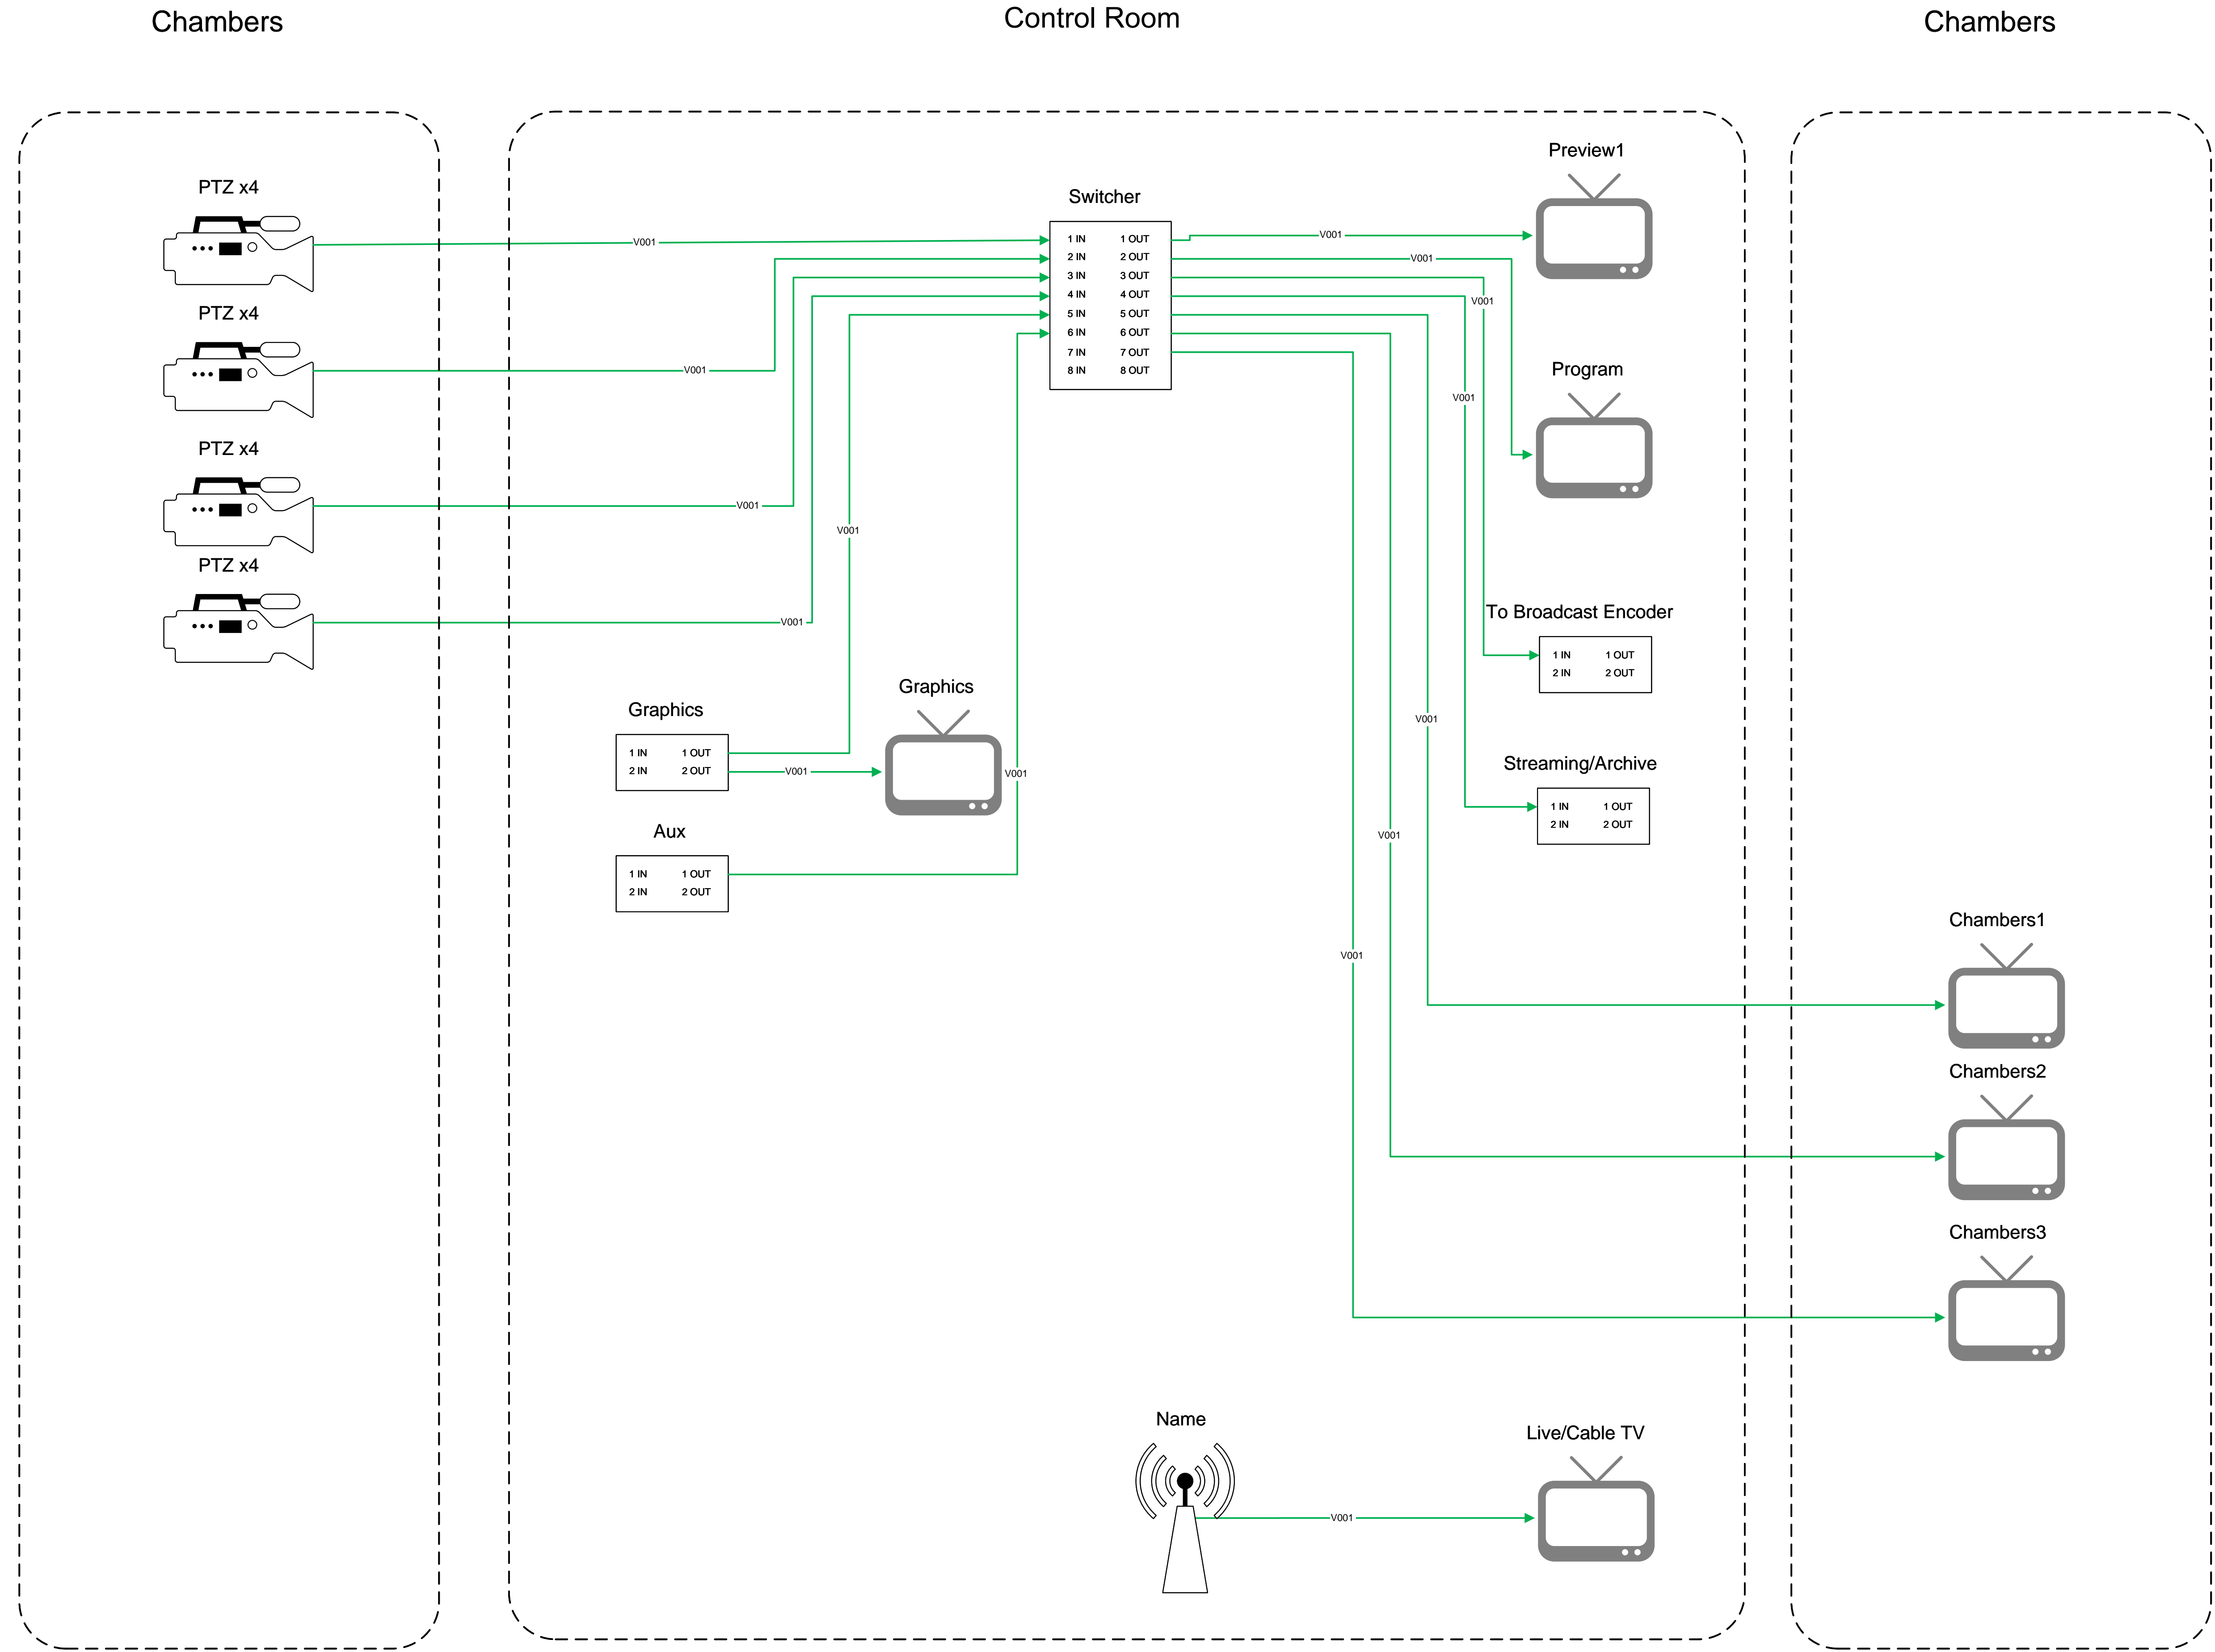 Chambers
Control Room
Chambers
PTZ x4
PTZ x4
PTZ x4
PTZ x4
V001
V001
V001
V001
Switcher
1 IN 1 OUT
2 IN 2 OUT
3 IN 3 OUT
4 IN 4 OUT
5 IN 5 OUT
6 IN 6 OUT
7 IN 7 OUT
8 IN 8 OUT
V001
Graphics
1 IN 1 OUT
2 IN 2 OUT
V001
Graphics
V001
Aux
1 IN 1 OUT
2 IN 2 OUT
Preview1
V001
V001
V001
Program
V001
To Broadcast Encoder
1 IN 1 OUT
2 IN 2 OUT
V001
Streaming/Archive
1 IN 1 OUT
2 IN 2 OUT
V001
V001
Chambers1
Chambers2
Chambers3
Name
V001
Live/Cable TV